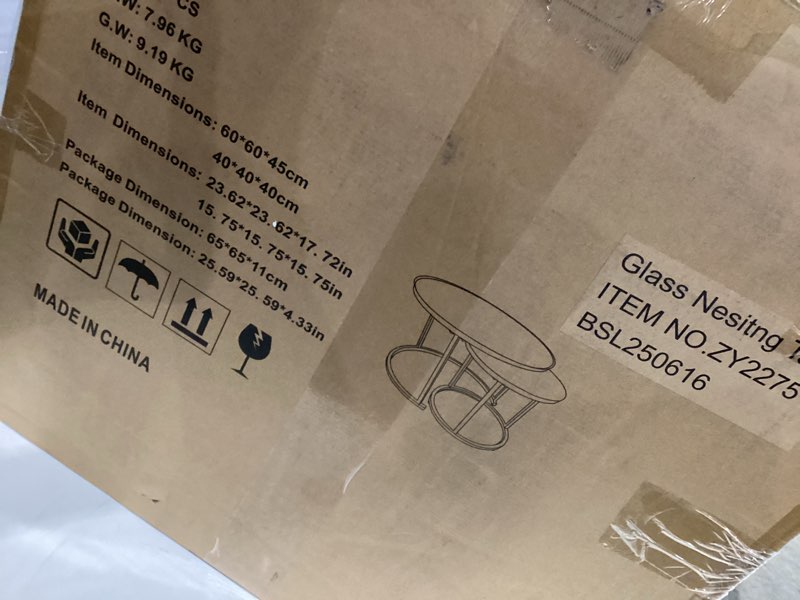 CS
W: 7.96 KG
G.W: 9.19 KG
Item Dimensions: 60*60*45cm
40*40*40cm
Item Dimensions: 23.62*23.62*17.72in
15.75*15.75*15.75in
Package Dimension: 65*65*11cm
Package Dimension: 25.59*25.59*4.33in
MADE IN CHINA
Glass Nesitng
ITEM NO.ZY2275
BSL250616